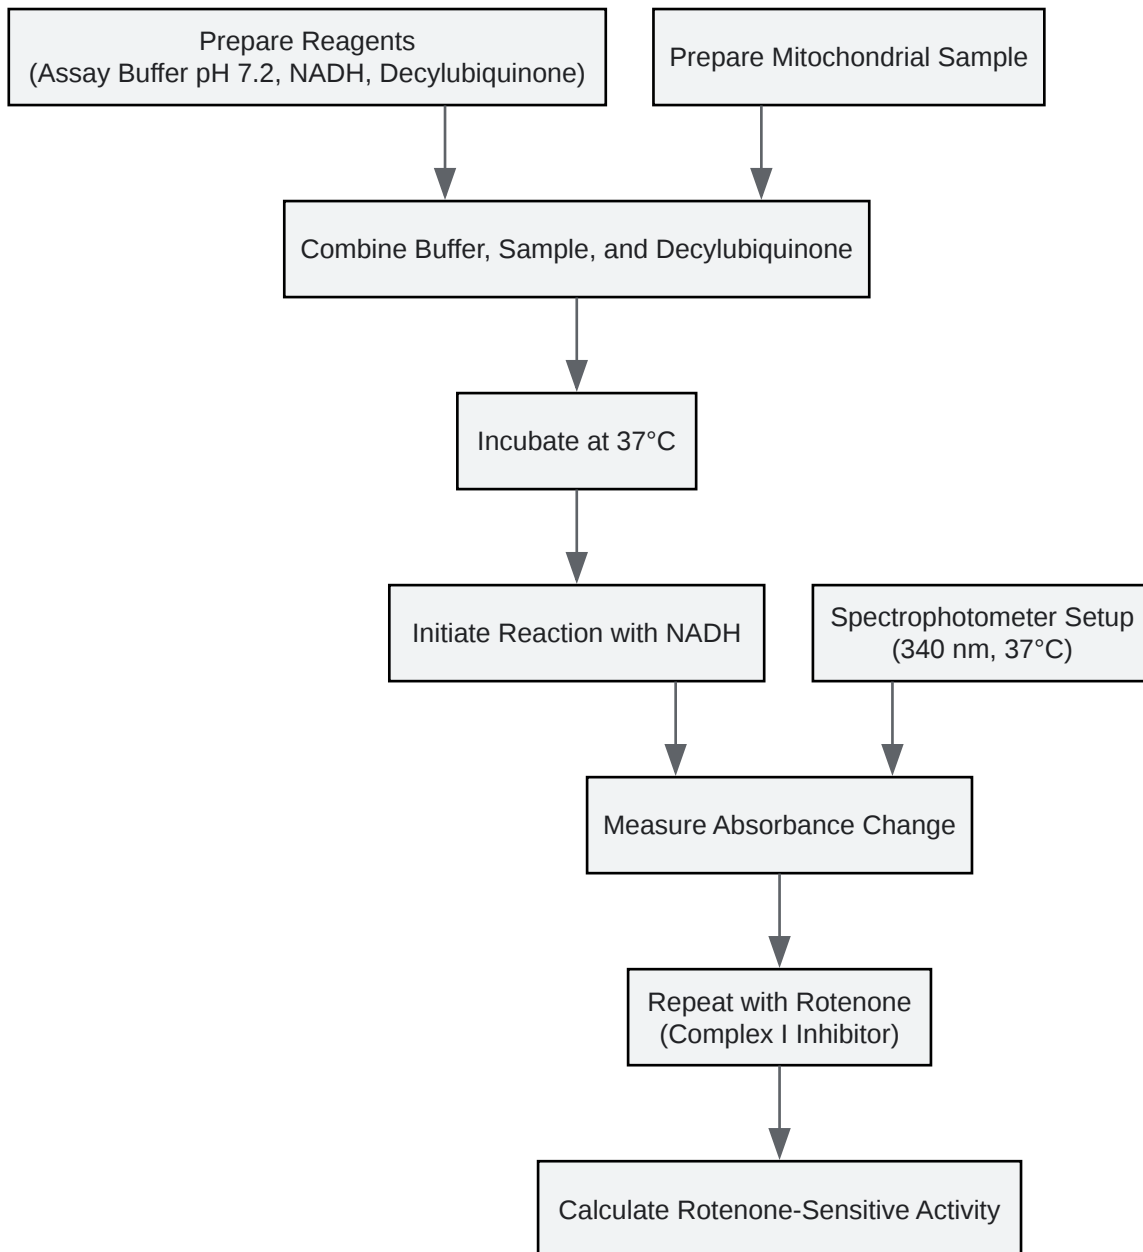 Prepare Reagents
(Assay Buffer pH 7.2, NADH, Decylubiquinone)
Prepare Mitochondrial Sample
Combine Buffer, Sample, and Decylubiquinone
Incubate at 37°C
Initiate Reaction with NADH
Spectrophotometer Setup
(340 nm, 37°C)
Measure Absorbance Change
Repeat with Rotenone
(Complex I Inhibitor)
Calculate Rotenone-Sensitive Activity